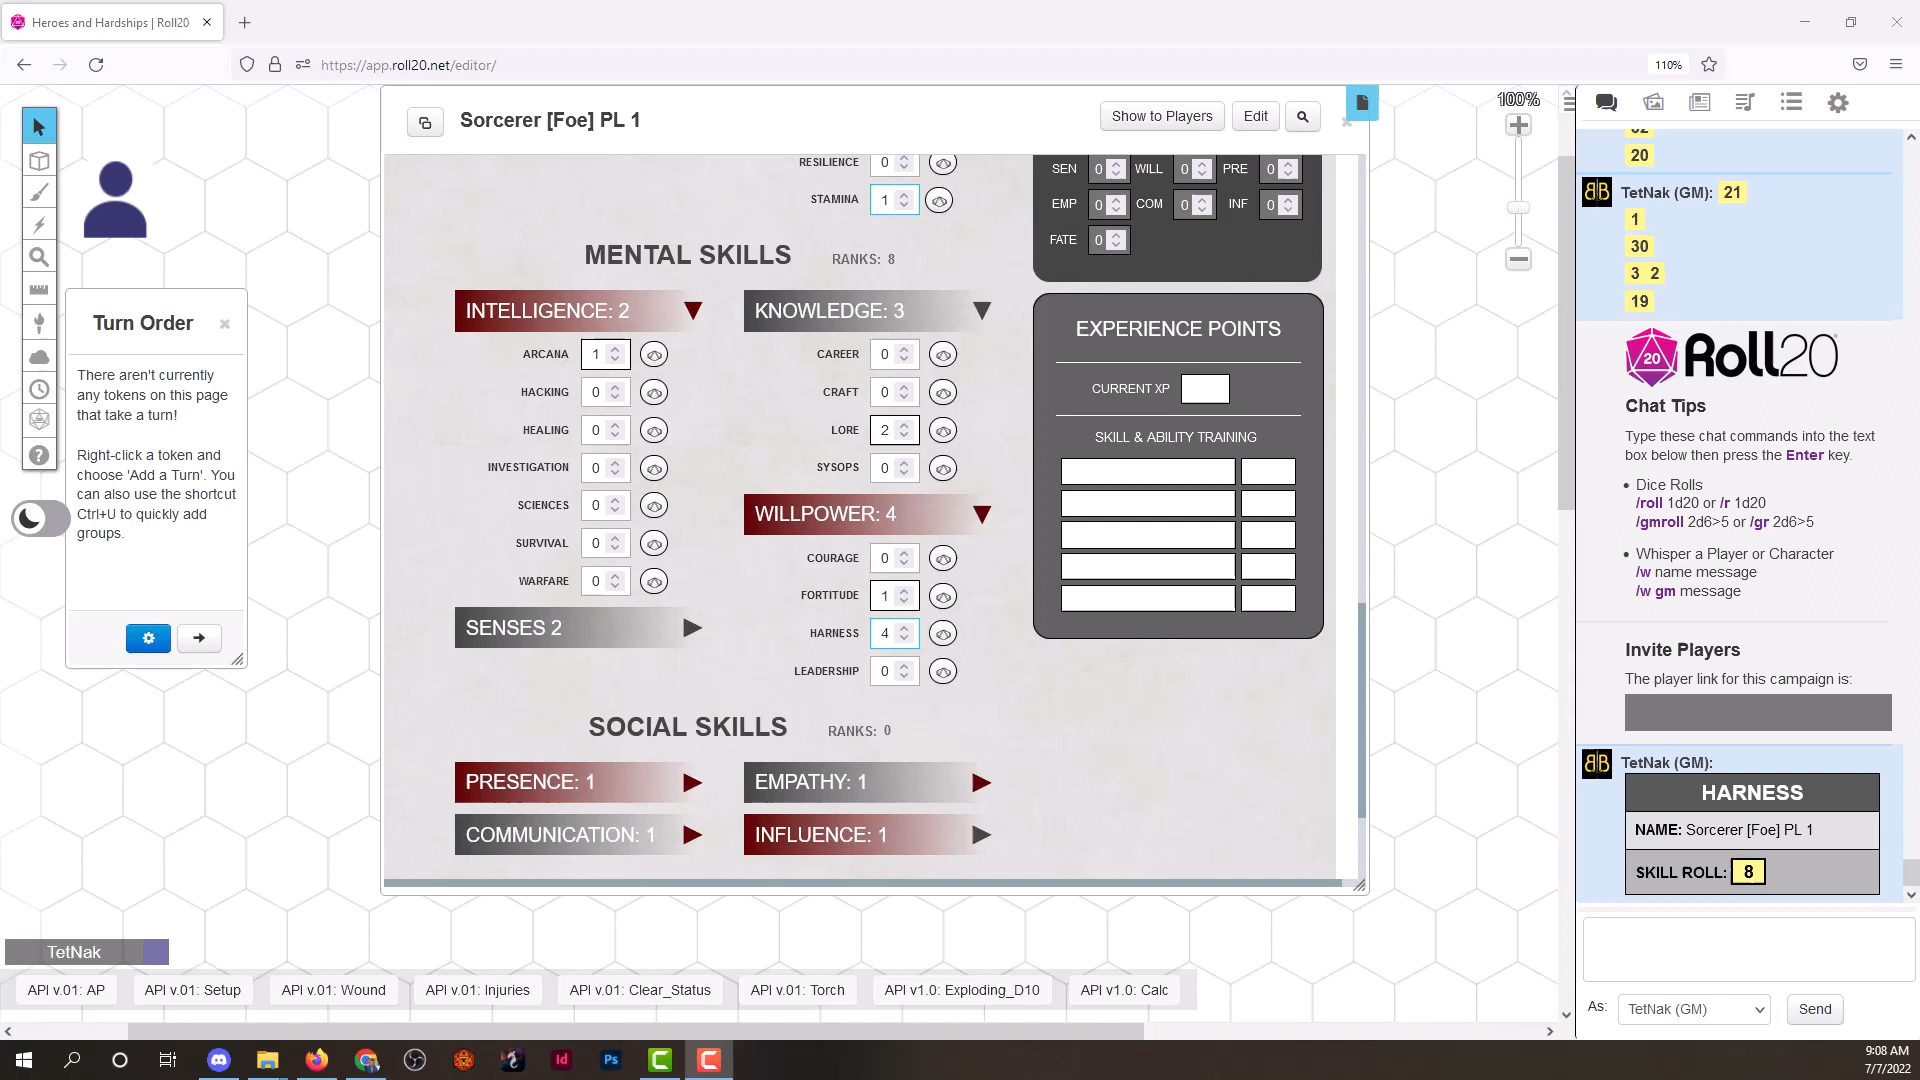 Heroes and Hardships | Roll20
https://app.roll20.net/editor/
110%
Sorcerer [Foe] PL 1
Show to Players
Edit
100%
RESILIENCE 0
STAMINA 1
SEN 0 WILL 0 PRE 0
EMP 0 COM 0 INF 0
FATE 0
MENTAL SKILLS RANKS: 8
INTELLIGENCE: 2
ARCANA 1
HACKING 0
HEALING 0
INVESTIGATION 0
SCIENCES 0
SURVIVAL 0
WARFARE 0
SENSES 2
KNOWLEDGE: 3
CAREER 0
CRAFT 0
LORE 2
SYSOPS 0
WILLPOWER: 4
COURAGE 0
FORTITUDE 1
HARNESS 4
LEADERSHIP 0
SOCIAL SKILLS RANKS: 0
PRESENCE: 1
EMPATHY: 1
COMMUNICATION: 1
INFLUENCE: 1
EXPERIENCE POINTS
CURRENT XP
SKILL & ABILITY TRAINING
Turn Order
There aren't currently
any tokens on this page
that take a turn!
Right-click a token and
choose 'Add a Turn'. You
can also use the shortcut
Ctrl+U to quickly add
groups.
20
TetNak (GM): 21
1
30
3 2
19
20 Roll20
Chat Tips
Type these chat commands into the text
box below then press the Enter key.
• Dice Rolls
/roll 1d20 or /r 1d20
/gmroll 2d6>5 or /gr 2d6>5
• Whisper a Player or Character
/w name message
/w gm message
Invite Players
The player link for this campaign is:
TetNak (GM):
HARNESS
NAME: Sorcerer [Foe] PL 1
SKILL ROLL: 8
As: TetNak (GM)
Send
TetNak
API v.01: AP
API v.01: Setup
API v.01: Wound
API v.01: Injuries
API v.01: Clear_Status
API v.01: Torch
API v1.0: Exploding_D10
API v1.0: Calc
Id
Ps
9:08 AM
7/7/2022